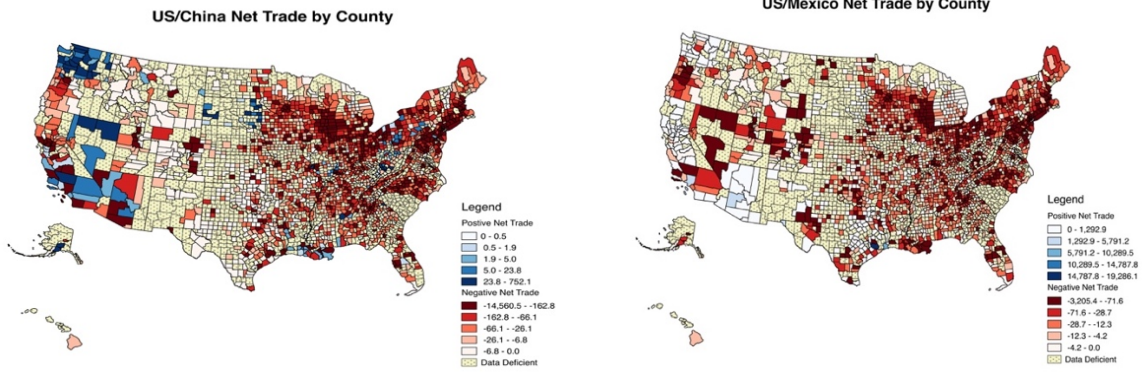 US/China Net Trade by County
Legend
Postive Net Trade
0 - 0.5
0.5 - 1.9
1.9 - 5.0
5.0 - 23.8
23.8 - 752.1
Negative Net Trade
-14,560.5 - -162.8
-162.8 - -66.1
-66.1 - -26.1
-26.1 - -6.8
-6.8 - 0.0
Data Deficient
US/Mexico Net Trade by County
Legend
Positive Net Trade
0 - 1,292.9
1,292.9 - 5,791.2
5,791.2 - 10,289.5
10,289.5 - 14,787.8
14,787.8 - 19,286.1
Negative Net Trade
-3,205.4 - -71.6
-71.6 - -28.7
-28.7 - -12.3
-12.3 - -4.2
-4.2 - 0.0
Data Deficient